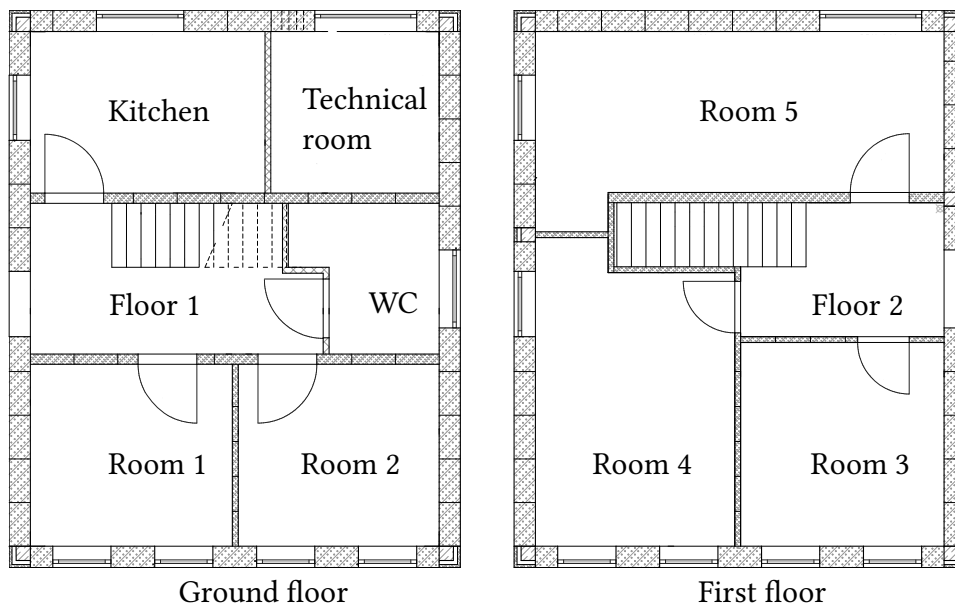 Kitchen
Technical
room
Floor 1
WC
Room 1
Room 2
Ground floor
Room 5
Floor 2
Room 4
Room 3
First floor